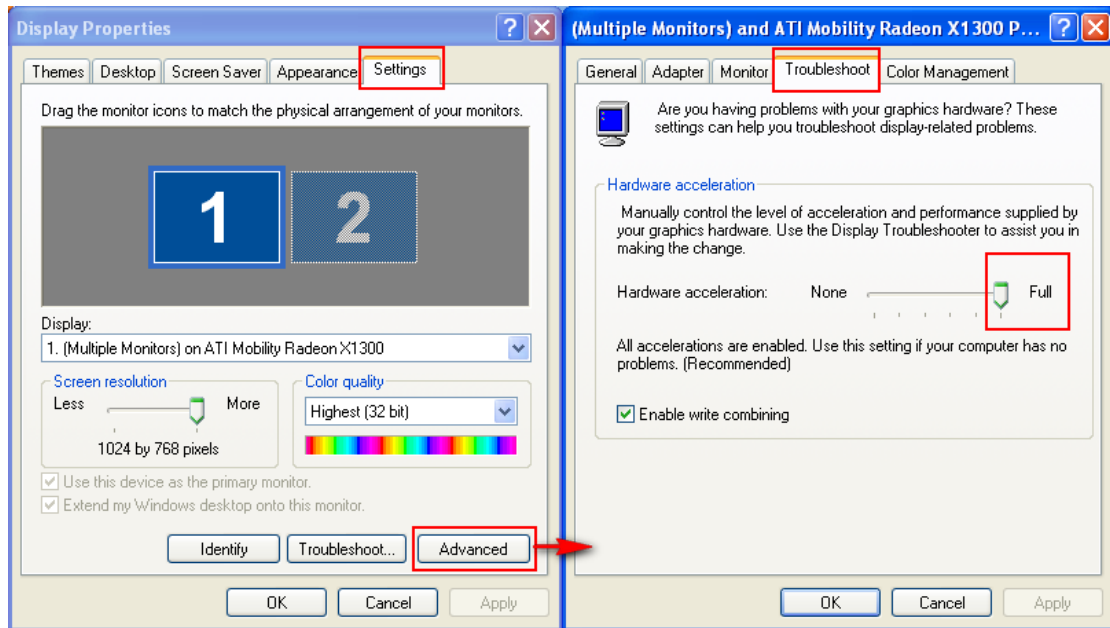 Display Properties
Themes Desktop Screen Saver Appearance Settings
Drag the monitor icons to match the physical arrangement of your monitors.
1 2
Display:
1. (Multiple Monitors) on ATI Mobility Radeon X1300
Screen resolution
Less More
1024 by 768 pixels
Color quality
Highest (32 bit)
Use this device as the primary monitor.
Extend my Windows desktop onto this monitor.
Identify Troubleshoot... Advanced
OK Cancel Apply
(Multiple Monitors) and ATI Mobility Radeon X1300 P...
General Adapter Monitor Troubleshoot Color Management
Are you having problems with your graphics hardware? These
settings can help you troubleshoot display-related problems.
Hardware acceleration
Manually control the level of acceleration and performance supplied by
your graphics hardware. Use the Display Troubleshooter to assist you in
making the change.
Hardware acceleration: None Full
All accelerations are enabled. Use this setting if your computer has no
problems. (Recommended)
Enable write combining
OK Cancel Apply